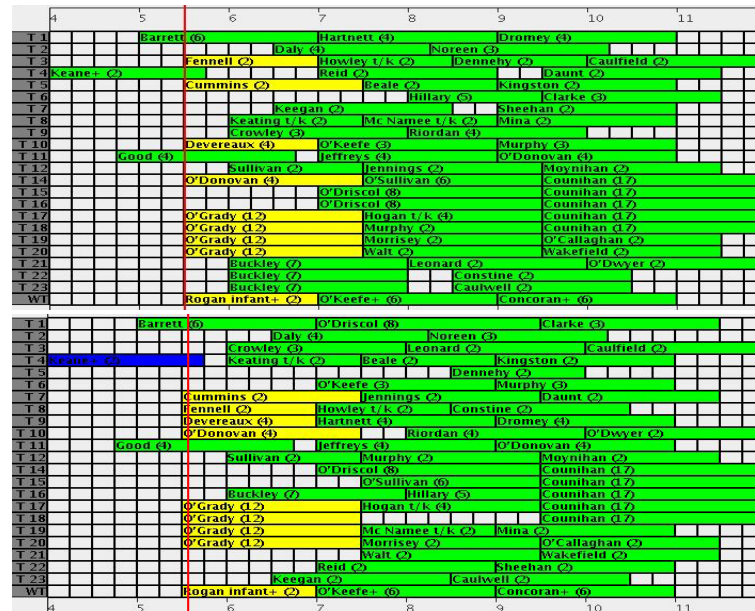 4 5 6 7 8 9 10 11
T 1 Barrett (6) Hartnett (4) Dromey (4)
T 2 Daly (4) Noreen (3)
T 3 Fennell (2) Howley t/k (2) Dennehy (2) Caulfield (2)
T 4 Keane+ (2) Reid (2) Daunt (2)
T 5 Cummins (2) Beale (2) Kingston (2)
T 6 Hillary (5) Clarke (3)
T 7 Keegan (2) Sheehan (2)
T 8 Keating t/k (2) Mc Namee t/k (2) Mina (2)
T 9 Crowley (3) Riordan (4)
T 10 Devereaux (4) O'Keefe (3) Murphy (3)
T 11 Good (4) Jeffreys (4) O'Donovan (4)
T 12 Sullivan (2) Jennings (2) Moynihan (2)
T 14 O'Donovan (4) O'Sullivan (6) Counihan (17)
T 15 O'Driscol (8) Counihan (17)
T 16 O'Driscol (8) Counihan (17)
T 17 O'Grady (12) Hogan t/k (4) Counihan (17)
T 18 O'Grady (12) Murphy (2) Counihan (17)
T 19 O'Grady (12) Morrisey (2) O'Callaghan (2)
T 20 O'Grady (12) Walt (2) Wakefield (2)
T 21 Buckley (7) Leonard (2) O'Dwyer (2)
T 22 Buckley (7) Constine (2)
T 23 Buckley (7) Caulwell (2)
WT Rogan infant+ (2) O'Keefe+ (6) Concoran+ (6)
T 1 Barrett (6) O'Driscol (8) Clarke (3)
T 2 Daly (4) Noreen (3)
T 3 Crowley (3) Leonard (2) Caulfield (2)
T 4 Keane+ (2) Keating t/k (2) Beale (2) Kingston (2)
T 5 Dennehy (2)
T 6 O'Keefe (3) Murphy (3)
T 7 Cummins (2) Jennings (2) Daunt (2)
T 8 Fennell (2) Howley t/k (2) Constine (2)
T 9 Devereaux (4) Hartnett (4) Dromey (4)
T 10 O'Donovan (4) Riordan (4) O'Dwyer (2)
T 11 Good (4) Jeffreys (4) O'Donovan (4)
T 12 Sullivan (2) Murphy (2) Moynihan (2)
T 14 O'Driscol (8) Counihan (17)
T 15 O'Sullivan (6) Counihan (17)
T 16 Buckley (7) Hillary (5) Counihan (17)
T 17 O'Grady (12) Hogan t/k (4) Counihan (17)
T 18 O'Grady (12) Counihan (17)
T 19 O'Grady (12) Mc Namee t/k (2) Mina (2)
T 20 O'Grady (12) Morrisey (2) O'Callaghan (2)
T 21 Walt (2) Wakefield (2)
T 22 Reid (2) Sheehan (2)
T 23 Keegan (2) Caulwell (2)
WT Rogan infant+ (2) O'Keefe+ (6) Concoran+ (6)
4 5 6 7 8 9 10 11